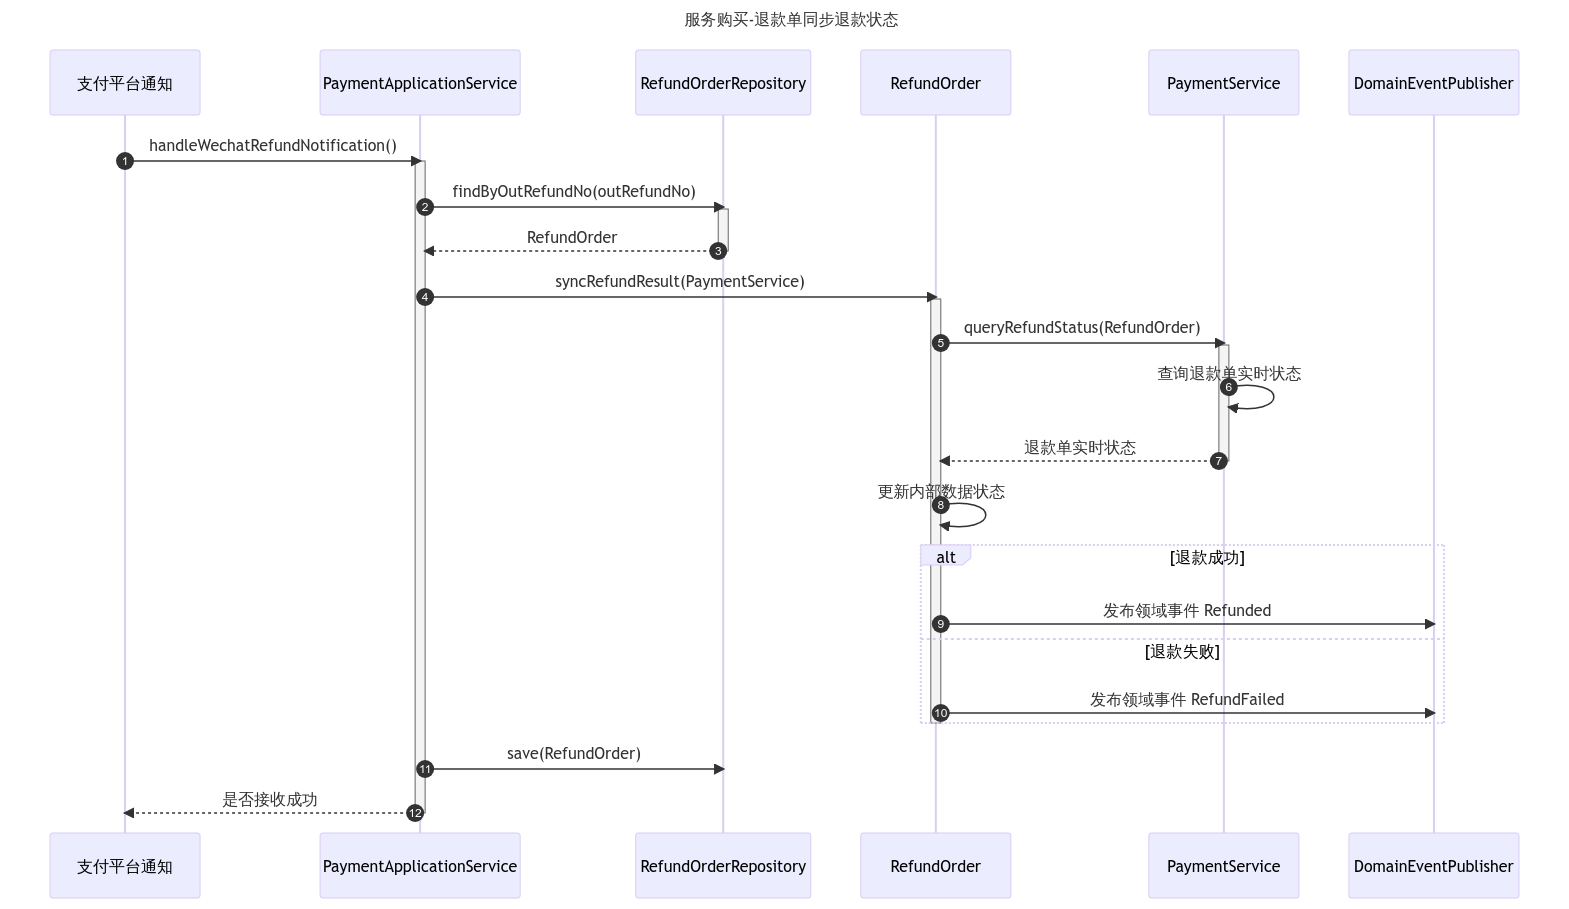 服务购买-退款单同步退款状态
支付平台通知
PaymentApplicationService
RefundOrderRepository
RefundOrder
PaymentService
DomainEventPublisher
handleWechatRefundNotification()
1
findByOutRefundNo(outRefundNo)
2
RefundOrder
3
syncRefundResult(PaymentService)
4
queryRefundStatus(RefundOrder)
5
查询退款单实时状态
6
退款单实时状态
7
更新内部数据状态
8
alt
[退款成功]
发布领域事件 Refunded
9
[退款失败]
发布领域事件 RefundFailed
10
save(RefundOrder)
11
是否接收成功
12
支付平台通知
PaymentApplicationService
RefundOrderRepository
RefundOrder
PaymentService
DomainEventPublisher